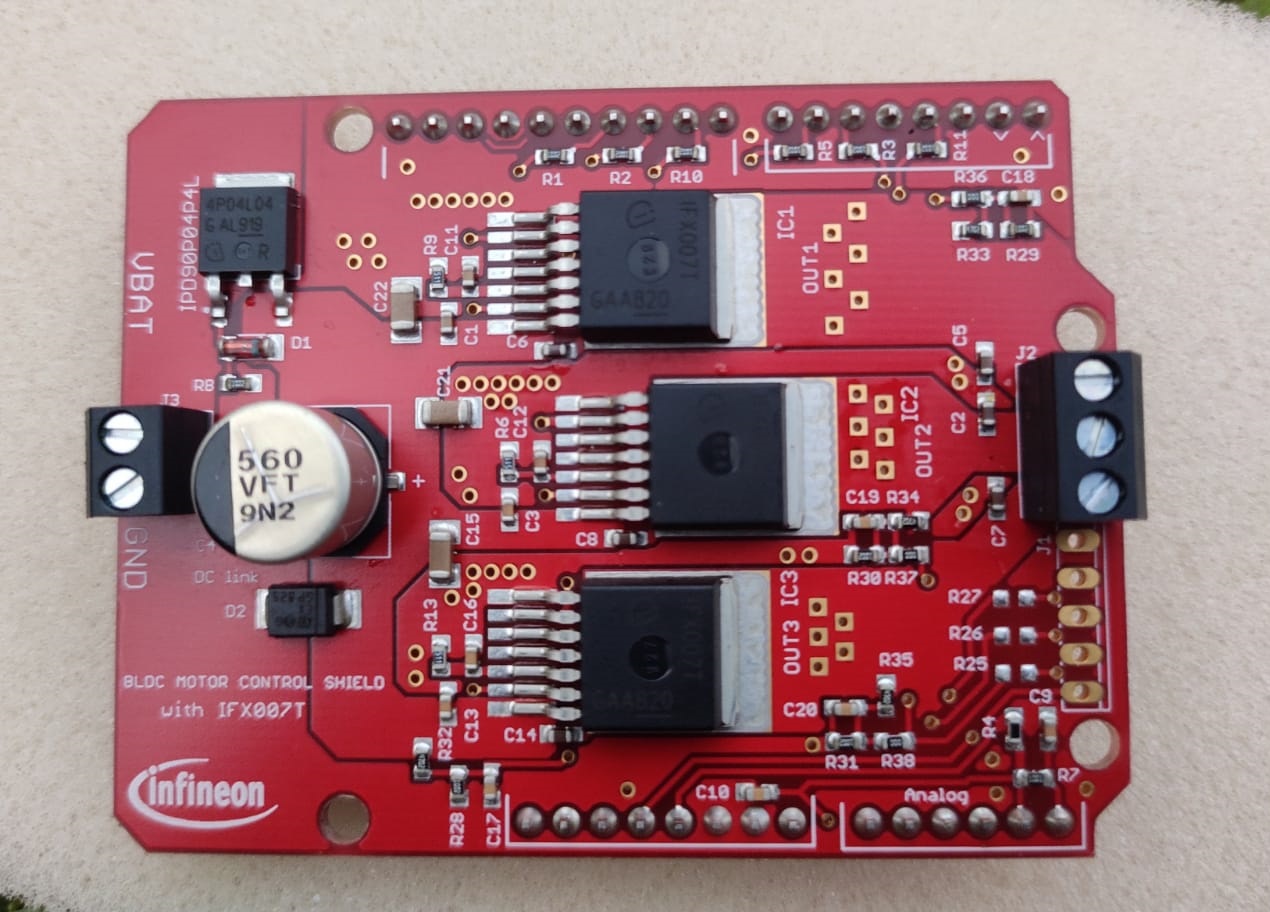 R5
R3
R11
R1
R2
R10
R36
C18
R33
R29
IPD90P04P4L
4P04L04
G AL919
R
VBAT
IFX007T
GAA820
IC1
OUT1
R9
C11
C22
C1
C6
D1
R8
C5
J2
C2
C21
R6
C12
C3
C8
IC2
OUT2
J3
560
VFT
9N2
+
GND
DC link
D2
C15
C19
R34
R30
R37
C7
J1
IC3
OUT3
IFX007T
GAA820
R13
C16
C13
C14
R27
R26
R25
R35
C20
R31
R38
C9
R4
R7
BLDC MOTOR CONTROL SHIELD
with IFX007T
infineon
R32
R28
C17
C10
Analog